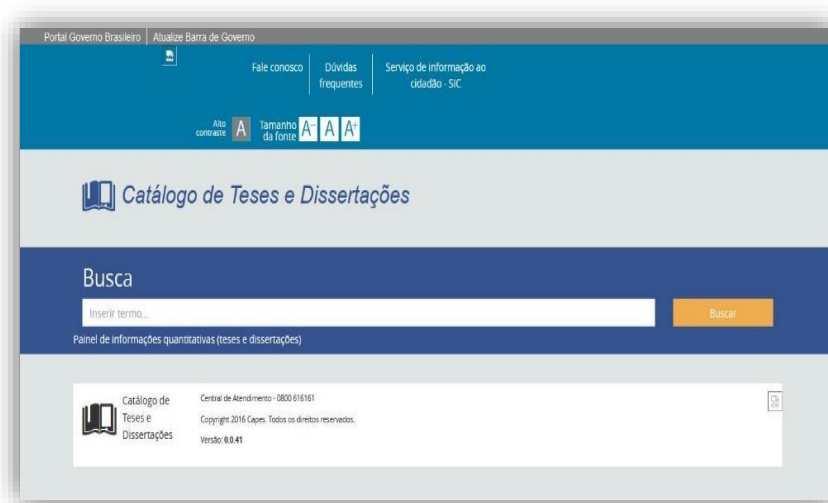 Portal Governo Brasileiro
Atualize Barra de Governo
Fale conosco
Dúvidas
frequentes
Serviço de informação ao
cidadão - SIC
Alto
contraste
A
Tamanho
da fonte
A-
A
A+
Catálogo de Teses e Dissertações
Busca
Inserir termo...
Buscar
Painel de informações quantitativas (teses e dissertações)
Catálogo de
Teses e
Dissertações
Central de Atendimento - 0800 616161
Copyright 2016 Capes. Todos os direitos reservados.
Versão: 0.0.41